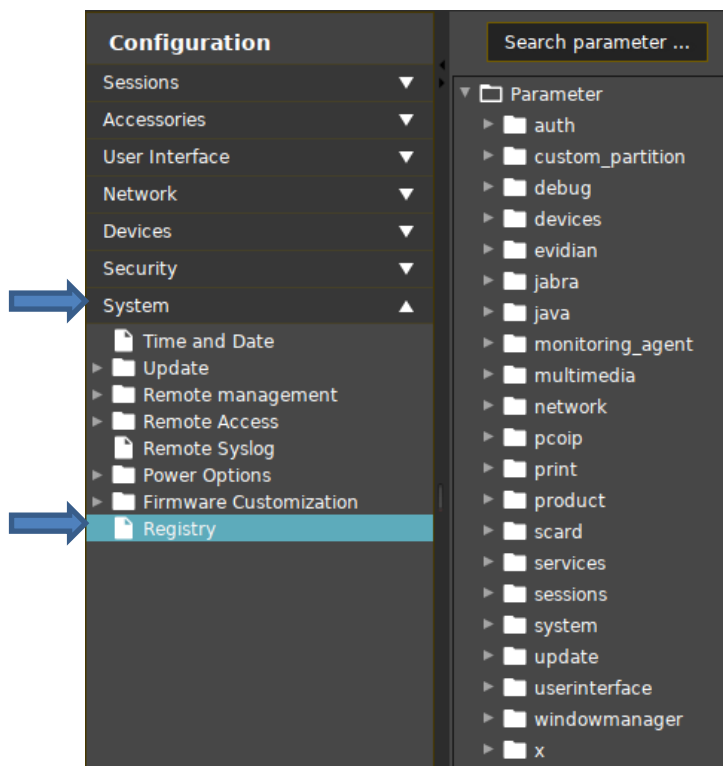 Configuration
Sessions
Accessories
User Interface
Network
Devices
Security
System
Time and Date
Update
Remote management
Remote Access
Remote Syslog
Power Options
Firmware Customization
Registry
Search parameter ...
Parameter
auth
custom_partition
debug
devices
evidian
jabra
java
monitoring_agent
multimedia
network
pcoip
print
product
scard
services
sessions
system
update
userinterface
windowmanager
x